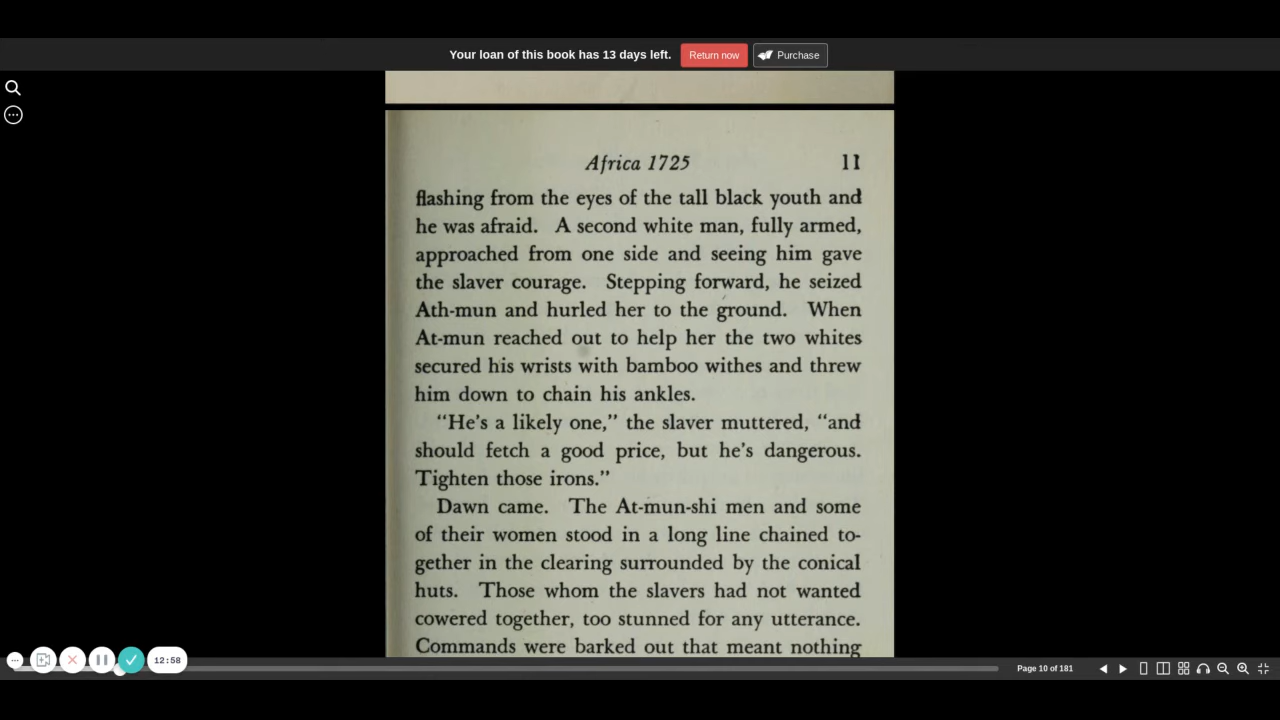 Your loan of this book has 13 days left. Return now Purchase
Africa 1725 11
flashing from the eyes of the tall black youth and
he was afraid. A second white man, fully armed,
approached from one side and seeing him gave
the slaver courage. Stepping forward, he seized
Ath-mun and hurled her to the ground. When
At-mun reached out to help her the two whites
secured his wrists with bamboo withes and threw
him down to chain his ankles.
"He's a likely one," the slaver muttered, "and
should fetch a good price, but he's dangerous.
Tighten those irons."
Dawn came. The At-mun-shi men and some
of their women stood in a long line chained to-
gether in the clearing surrounded by the conical
huts. Those whom the slavers had not wanted
cowered together, too stunned for any utterance.
Commands were barked out that meant nothing
12:58
Page 10 of 181